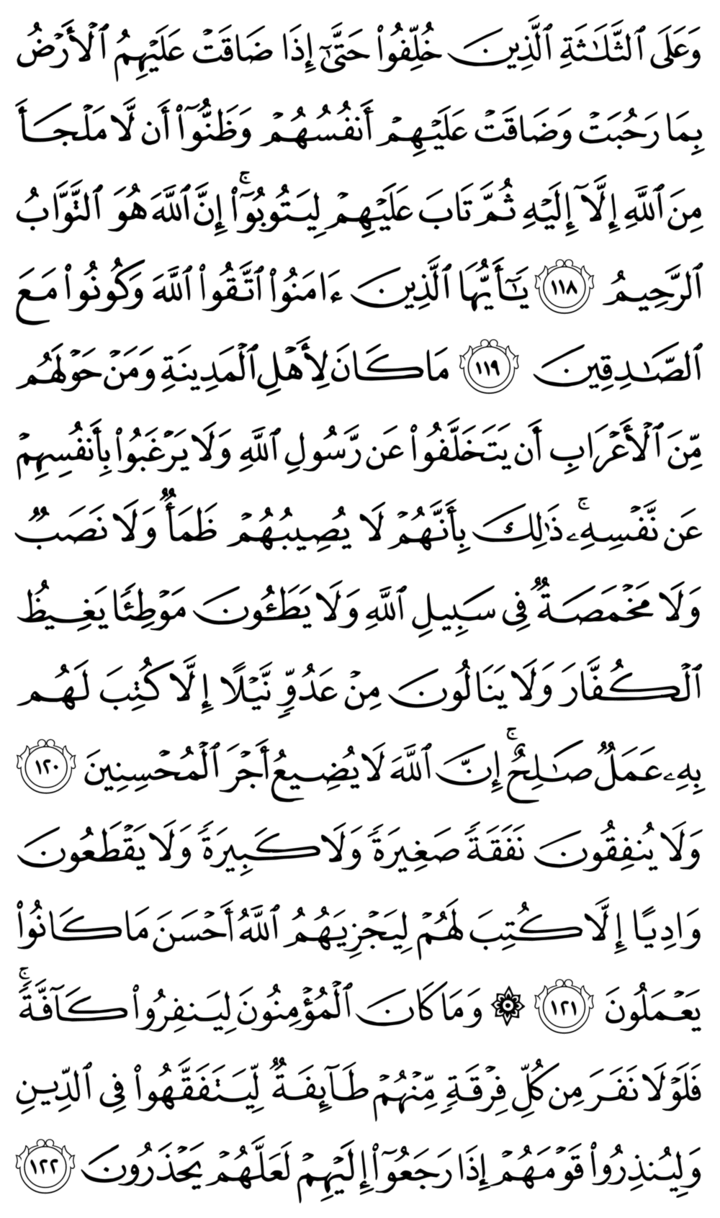 وَعَلَى ٱلثَّلَٰثَةِ ٱلَّذِينَ خُلِّفُوا۟ حَتَّىٰٓ إِذَا ضَاقَتْ عَلَيْهِمُ ٱلْأَرْضُ
بِمَا رَحُبَتْ وَضَاقَتْ عَلَيْهِمْ أَنفُسُهُمْ وَظَنُّوٓا۟ أَن لَّا مَلْجَأَ
مِنَ ٱللَّهِ إِلَّآ إِلَيْهِ ثُمَّ تَابَ عَلَيْهِمْ لِيَتُوبُوٓا۟ ۚ إِنَّ ٱللَّهَ هُوَ ٱلتَّوَّابُ
ٱلرَّحِيمُ ١١٨ يَٰٓأَيُّهَا ٱلَّذِينَ ءَامَنُوا۟ ٱتَّقُوا۟ ٱللَّهَ وَكُونُوا۟ مَعَ
ٱلصَّٰدِقِينَ ١١٩ مَا كَانَ لِأَهْلِ ٱلْمَدِينَةِ وَمَنْ حَوْلَهُم
مِّنَ ٱلْأَعْرَابِ أَن يَتَخَلَّفُوا۟ عَن رَّسُولِ ٱللَّهِ وَلَا يَرْغَبُوا۟ بِأَنفُسِهِمْ
عَن نَّفْسِهِۦ ۚ ذَٰلِكَ بِأَنَّهُمْ لَا يُصِيبُهُمْ ظَمَأٌ وَلَا نَصَبٌ
وَلَا مَخْمَصَةٌ فِى سَبِيلِ ٱللَّهِ وَلَا يَطَـُٔونَ مَوْطِئًا يَغِيظُ
ٱلْكُفَّارَ وَلَا يَنَالُونَ مِنْ عَدُوٍّ نَّيْلًا إِلَّا كُتِبَ لَهُم
بِهِۦ عَمَلٌ صَٰلِحٌ ۚ إِنَّ ٱللَّهَ لَا يُضِيعُ أَجْرَ ٱلْمُحْسِنِينَ ١٢٠
وَلَا يُنفِقُونَ نَفَقَةً صَغِيرَةً وَلَا كَبِيرَةً وَلَا يَقْطَعُونَ
وَادِيًا إِلَّا كُتِبَ لَهُمْ لِيَجْزِيَهُمُ ٱللَّهُ أَحْسَنَ مَا كَانُوا۟
يَعْمَلُونَ ١٢١ ۞ وَمَا كَانَ ٱلْمُؤْمِنُونَ لِيَنفِرُوا۟ كَآفَّةً ۚ
فَلَوْلَا نَفَرَ مِن كُلِّ فِرْقَةٍ مِّنْهُمْ طَآئِفَةٌ لِّيَتَفَقَّهُوا۟ فِى ٱلدِّينِ
وَلِيُنذِرُوا۟ قَوْمَهُمْ إِذَا رَجَعُوٓا۟ إِلَيْهِمْ لَعَلَّهُمْ يَحْذَرُونَ ١٢٢